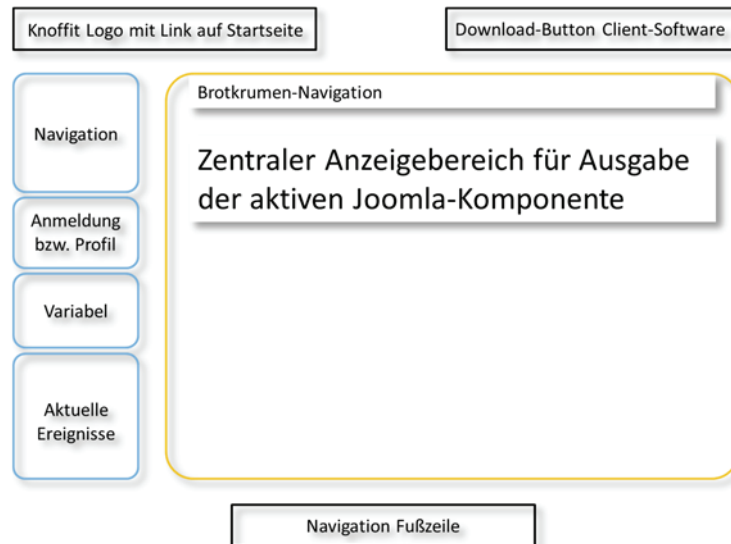 Knoffit Logo mit Link auf Startseite
Download-Button Client-Software
Navigation
Anmeldung
bzw. Profil
Variabel
Aktuelle
Ereignisse
Brotkrumen-Navigation
Zentraler Anzeigebereich für Ausgabe
der aktiven Joomla-Komponente
Navigation Fußzeile